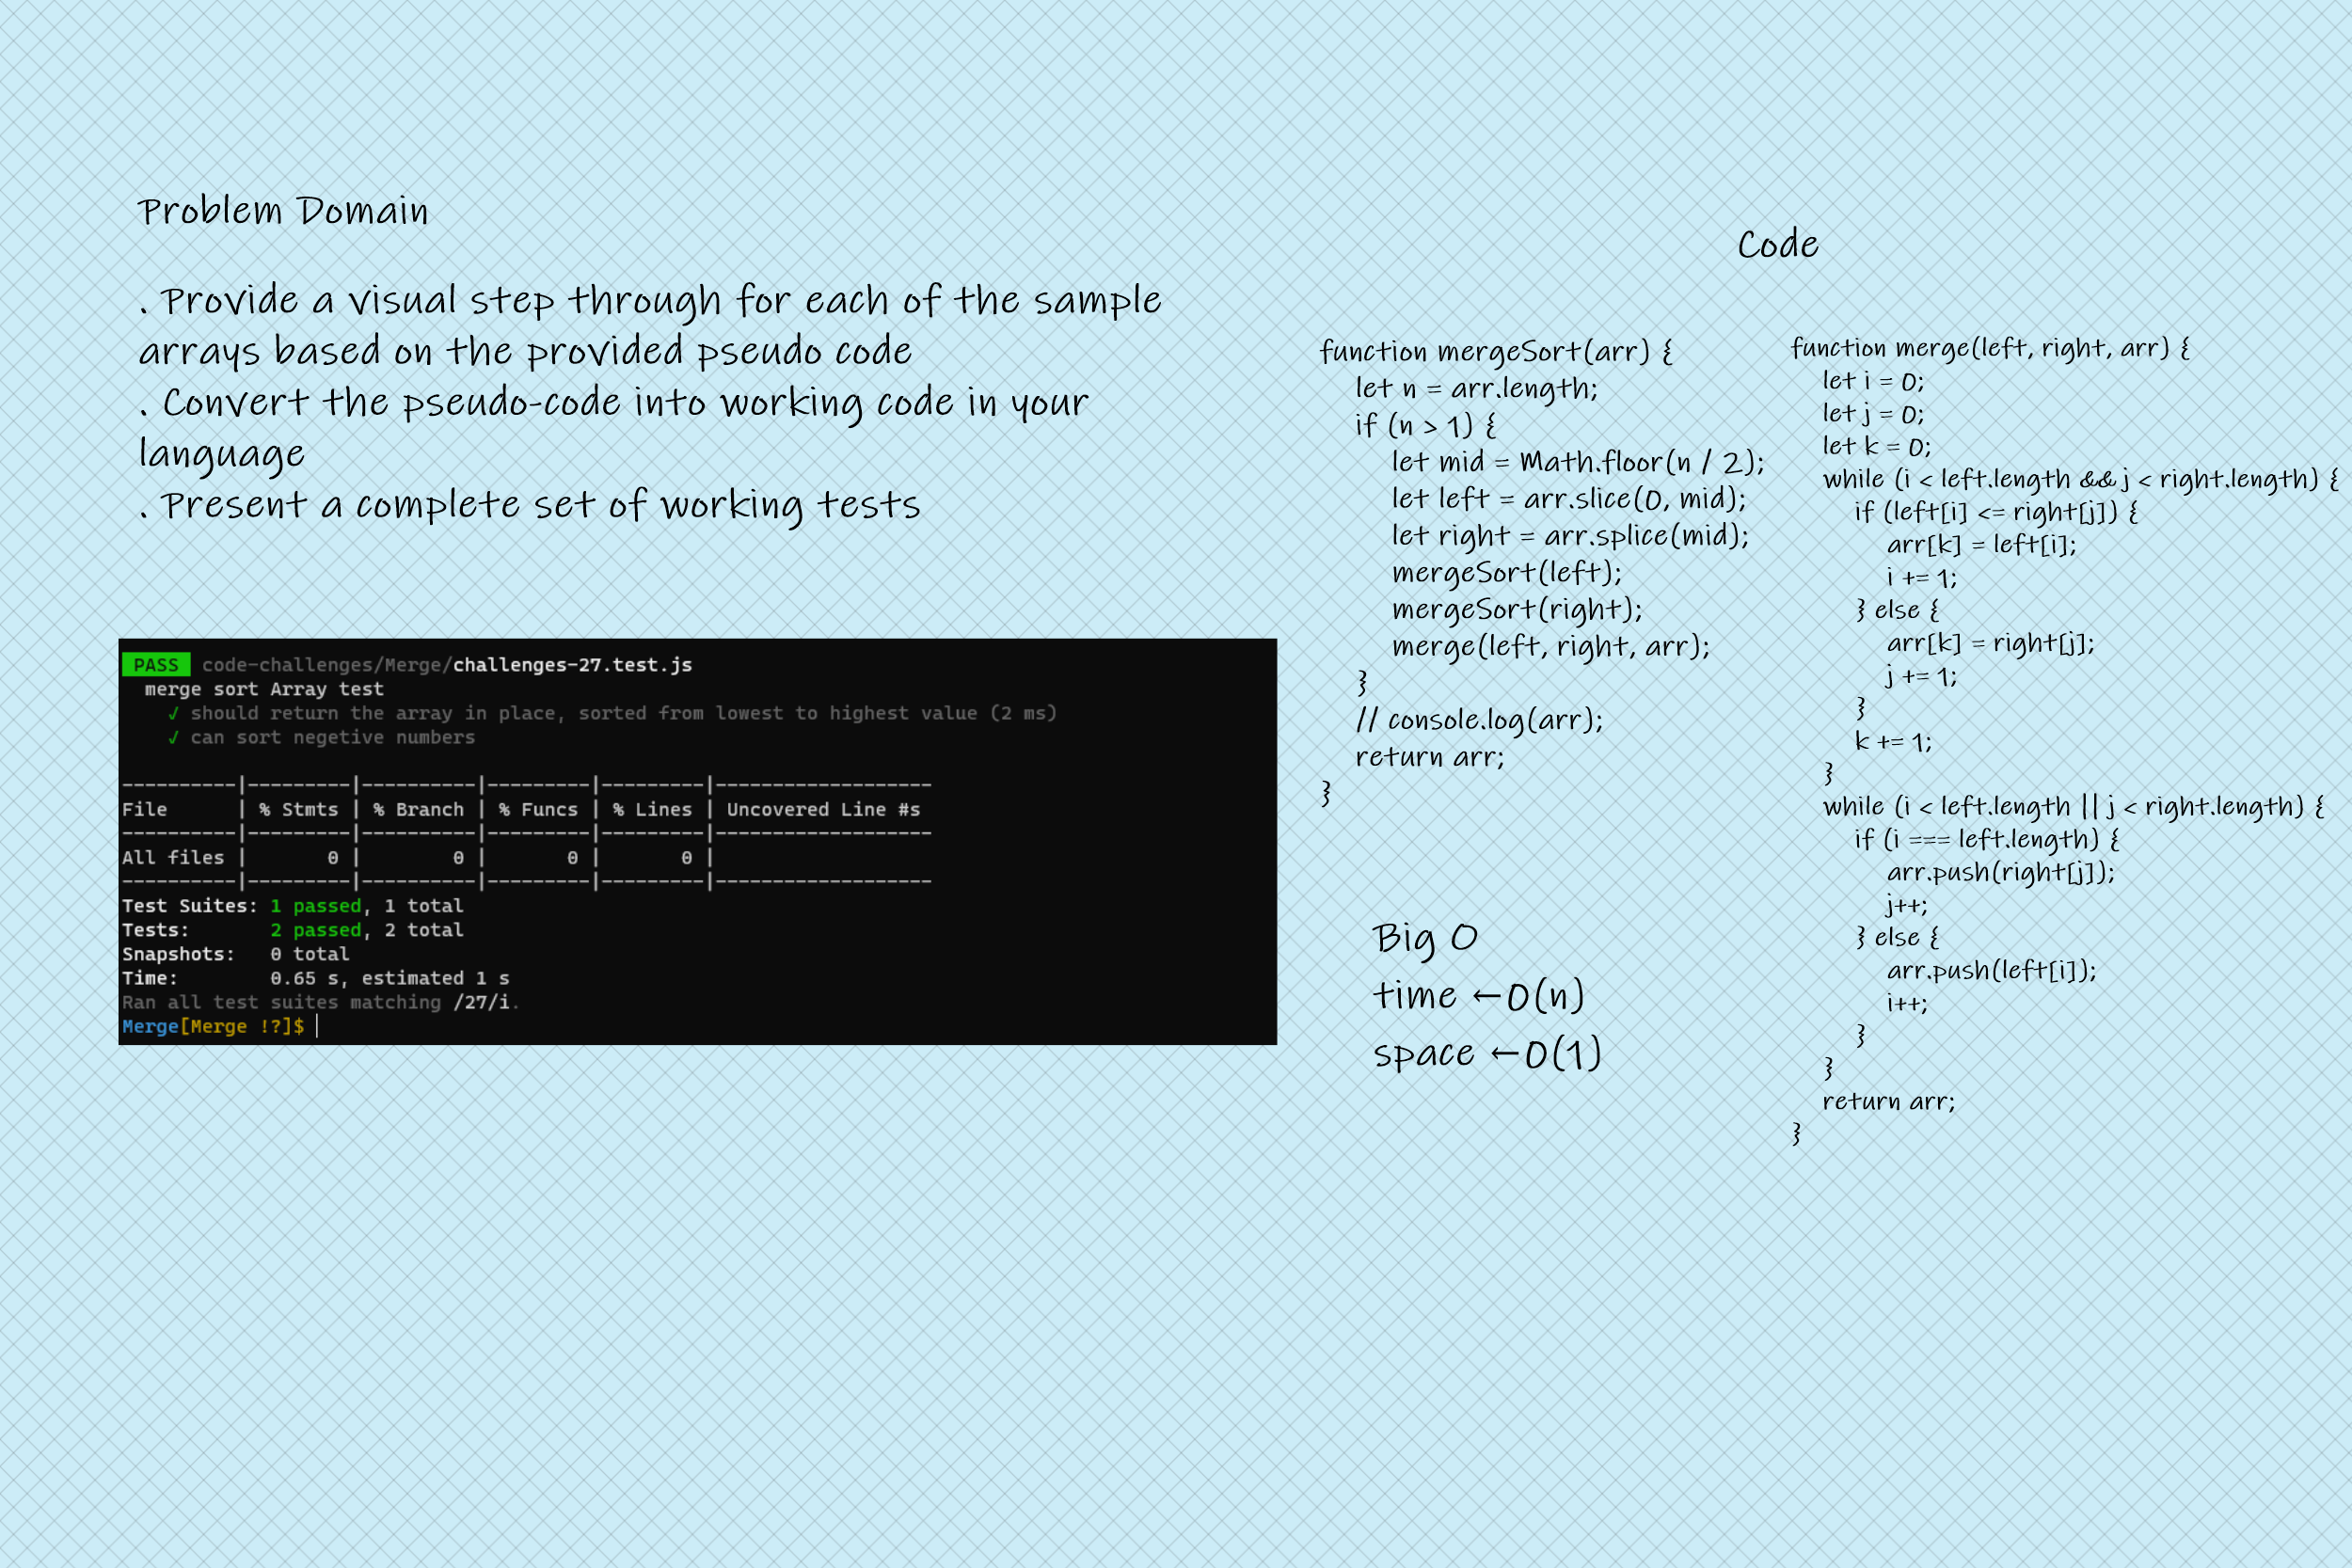 Problem Domain
. Provide a visual step through for each of the sample
arrays based on the provided pseudo code
. Convert the pseudo-code into working code in your
language
. Present a complete set of working tests
PASS code-challenges/Merge/challenges-27.test.js
merge sort Array test
✓ should return the array in place, sorted from lowest to highest value (2 ms)
✓ can sort negetive numbers
----------|---------|----------|---------|---------|-------------------
File      | % Stmts | % Branch | % Funcs | % Lines | Uncovered Line #s
----------|---------|----------|---------|---------|-------------------
All files |       0 |        0 |       0 |       0 |
----------|---------|----------|---------|---------|-------------------
Test Suites: 1 passed, 1 total
Tests:       2 passed, 2 total
Snapshots:   0 total
Time:        0.65 s, estimated 1 s
Ran all test suites matching /27/i.
Merge[Merge !?]$
Code
function mergeSort(arr) {
let n = arr.length;
if (n > 1) {
let mid = Math.floor(n / 2);
let left = arr.slice(0, mid);
let right = arr.splice(mid);
mergeSort(left);
mergeSort(right);
merge(left, right, arr);
}
// console.log(arr);
return arr;
}
Big O
time ←O(n)
space ←O(1)
function merge(left, right, arr) {
let i = 0;
let j = 0;
let k = 0;
while (i < left.length && j < right.length) {
if (left[i] <= right[j]) {
arr[k] = left[i];
i += 1;
} else {
arr[k] = right[j];
j += 1;
}
k += 1;
}
while (i < left.length || j < right.length) {
if (i === left.length) {
arr.push(right[j]);
j++;
} else {
arr.push(left[i]);
i++;
}
}
return arr;
}